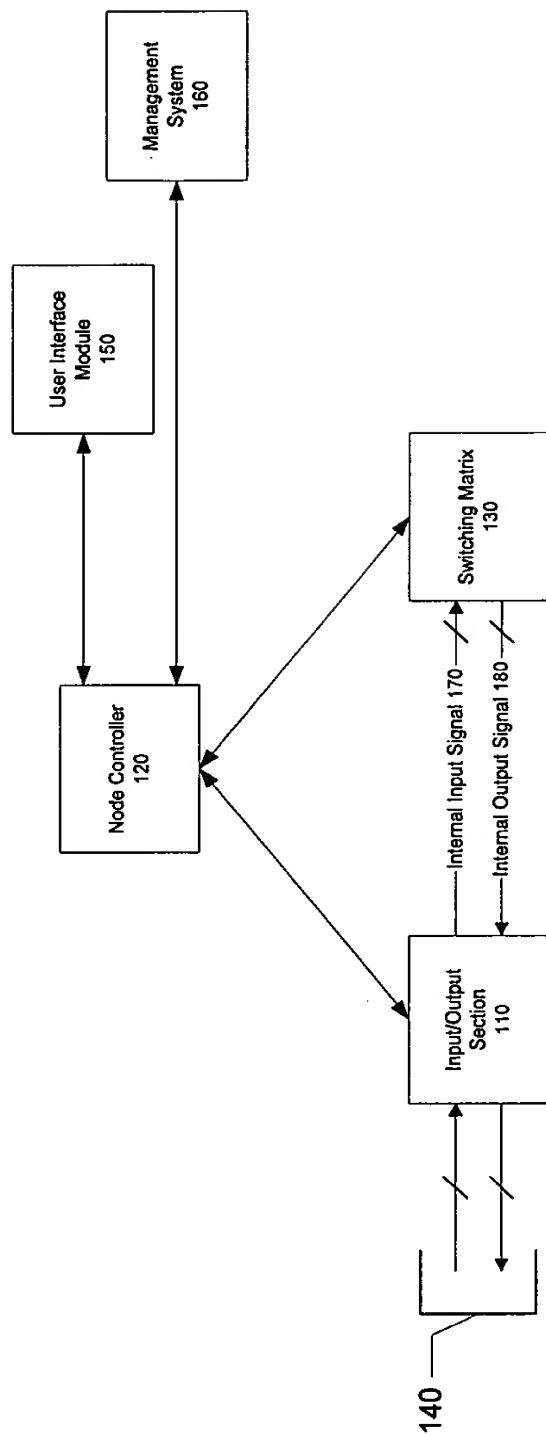 Management
System
160
User Interface
Module
150
Node Controller
120
Switching Matrix
130
Internal Input Signal 170
Internal Output Signal 180
Input/Output
Section
110
140